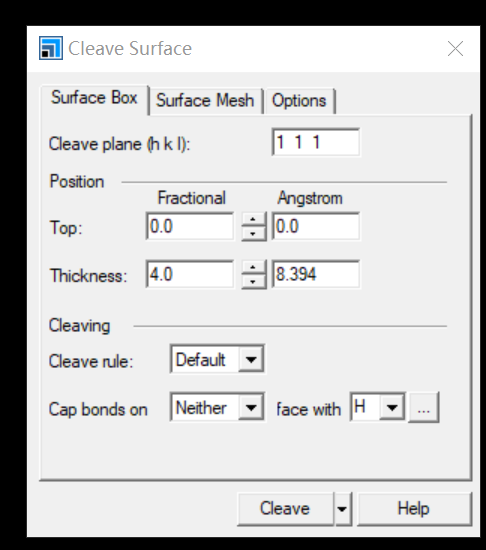 Cleave Surface
Surface Box Surface Mesh Options
Cleave plane (h k l): 1 1 1
Position
Fractional Angstrom
Top: 0.0 0.0
Thickness: 4.0 8.394
Cleaving
Cleave rule: Default
Cap bonds on Neither face with H ...
Cleave Help